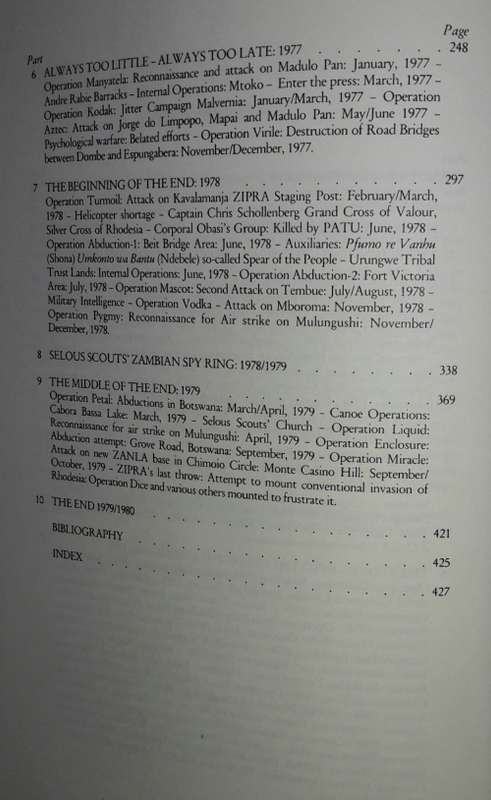 Page
Part
6 ALWAYS TOO LITTLE – ALWAYS TOO LATE: 1977 . . . . . . . 248
Operation Manyatela: Reconnaissance and attack on Madulo Pan: January, 1977 –
Andre Rabie Barracks – Internal Operations: Mtoko – Enter the press: March, 1977 –
Operation Kodak: Jitter Campaign Malvernia: January/March, 1977 – Operation
Aztec: Attack on Jorge do Limpopo, Mapai and Madulo Pan: May/June 1977 –
Psychological warfare: Belated efforts – Operation Virile: Destruction of Road Bridges
between Dombe and Espungabera: November/December, 1977.
7 THE BEGINNING OF THE END: 1978 . . . . . . . . . . . 297
Operation Turmoil: Attack on Kavalamanja ZIPRA Staging Post: February/March,
1978 – Helicopter shortage – Captain Chris Schollenberg Grand Cross of Valour,
Silver Cross of Rhodesia – Corporal Obasi's Group: Killed by PATU: June, 1978 –
Operation Abduction-1: Beit Bridge Area: June, 1978 – Auxiliaries: Pfumo re Vanhu
(Shona) Umkonto wa Bantu (Ndebele) so-called Spear of the People – Urungwe Tribal
Trust Lands: Internal Operations: June, 1978 – Operation Abduction-2: Fort Victoria
Area: July, 1978 – Operation Mascot: Second Attack on Tembue: July/August, 1978 –
Military Intelligence – Operation Vodka – Attack on Mboroma: November, 1978 –
Operation Pygmy: Reconnaissance for Air strike on Mulungushi: November/
December, 1978.
8 SELOUS SCOUTS' ZAMBIAN SPY RING: 1978/1979 . . . . . . . 338
9 THE MIDDLE OF THE END: 1979 . . . . . . . . . . . 369
Operation Petal: Abductions in Botswana: March/April, 1979 – Canoe Operations:
Cabora Bassa Lake: March, 1979 – Selous Scouts' Church – Operation Liquid:
Reconnaissance for air strike on Mulungushi: April, 1979 – Operation Enclosure:
Abduction attempt: Grove Road, Botswana: September, 1979 – Operation Miracle:
Attack on new ZANLA base in Chimoio Circle: Monte Casino Hill: September/
October, 1979 – ZIPRA's last throw: Attempt to mount conventional invasion of
Rhodesia: Operation Dice and various others mounted to frustrate it.
10 THE END 1979/1980 . . . . . . . . . . . . . 421
BIBLIOGRAPHY . . . . . . . . . . . . . . 425
INDEX . . . . . . . . . . . . . . . . 427